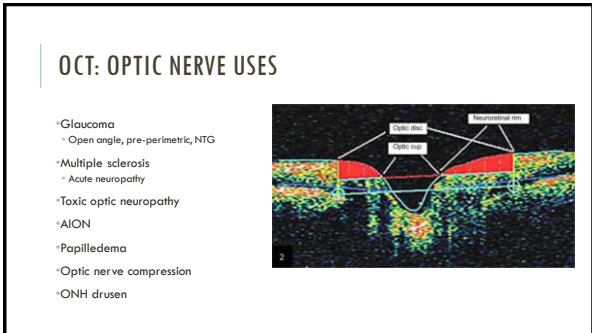 OCT: OPTIC NERVE USES
Glaucoma
Open angle, pre-perimetric, NTG
Multiple sclerosis
Acute neuropathy
Toxic optic neuropathy
AION
Papilledema
Optic nerve compression
ONH drusen
Neuroretinal rim
Optic disc
Optic cup
2